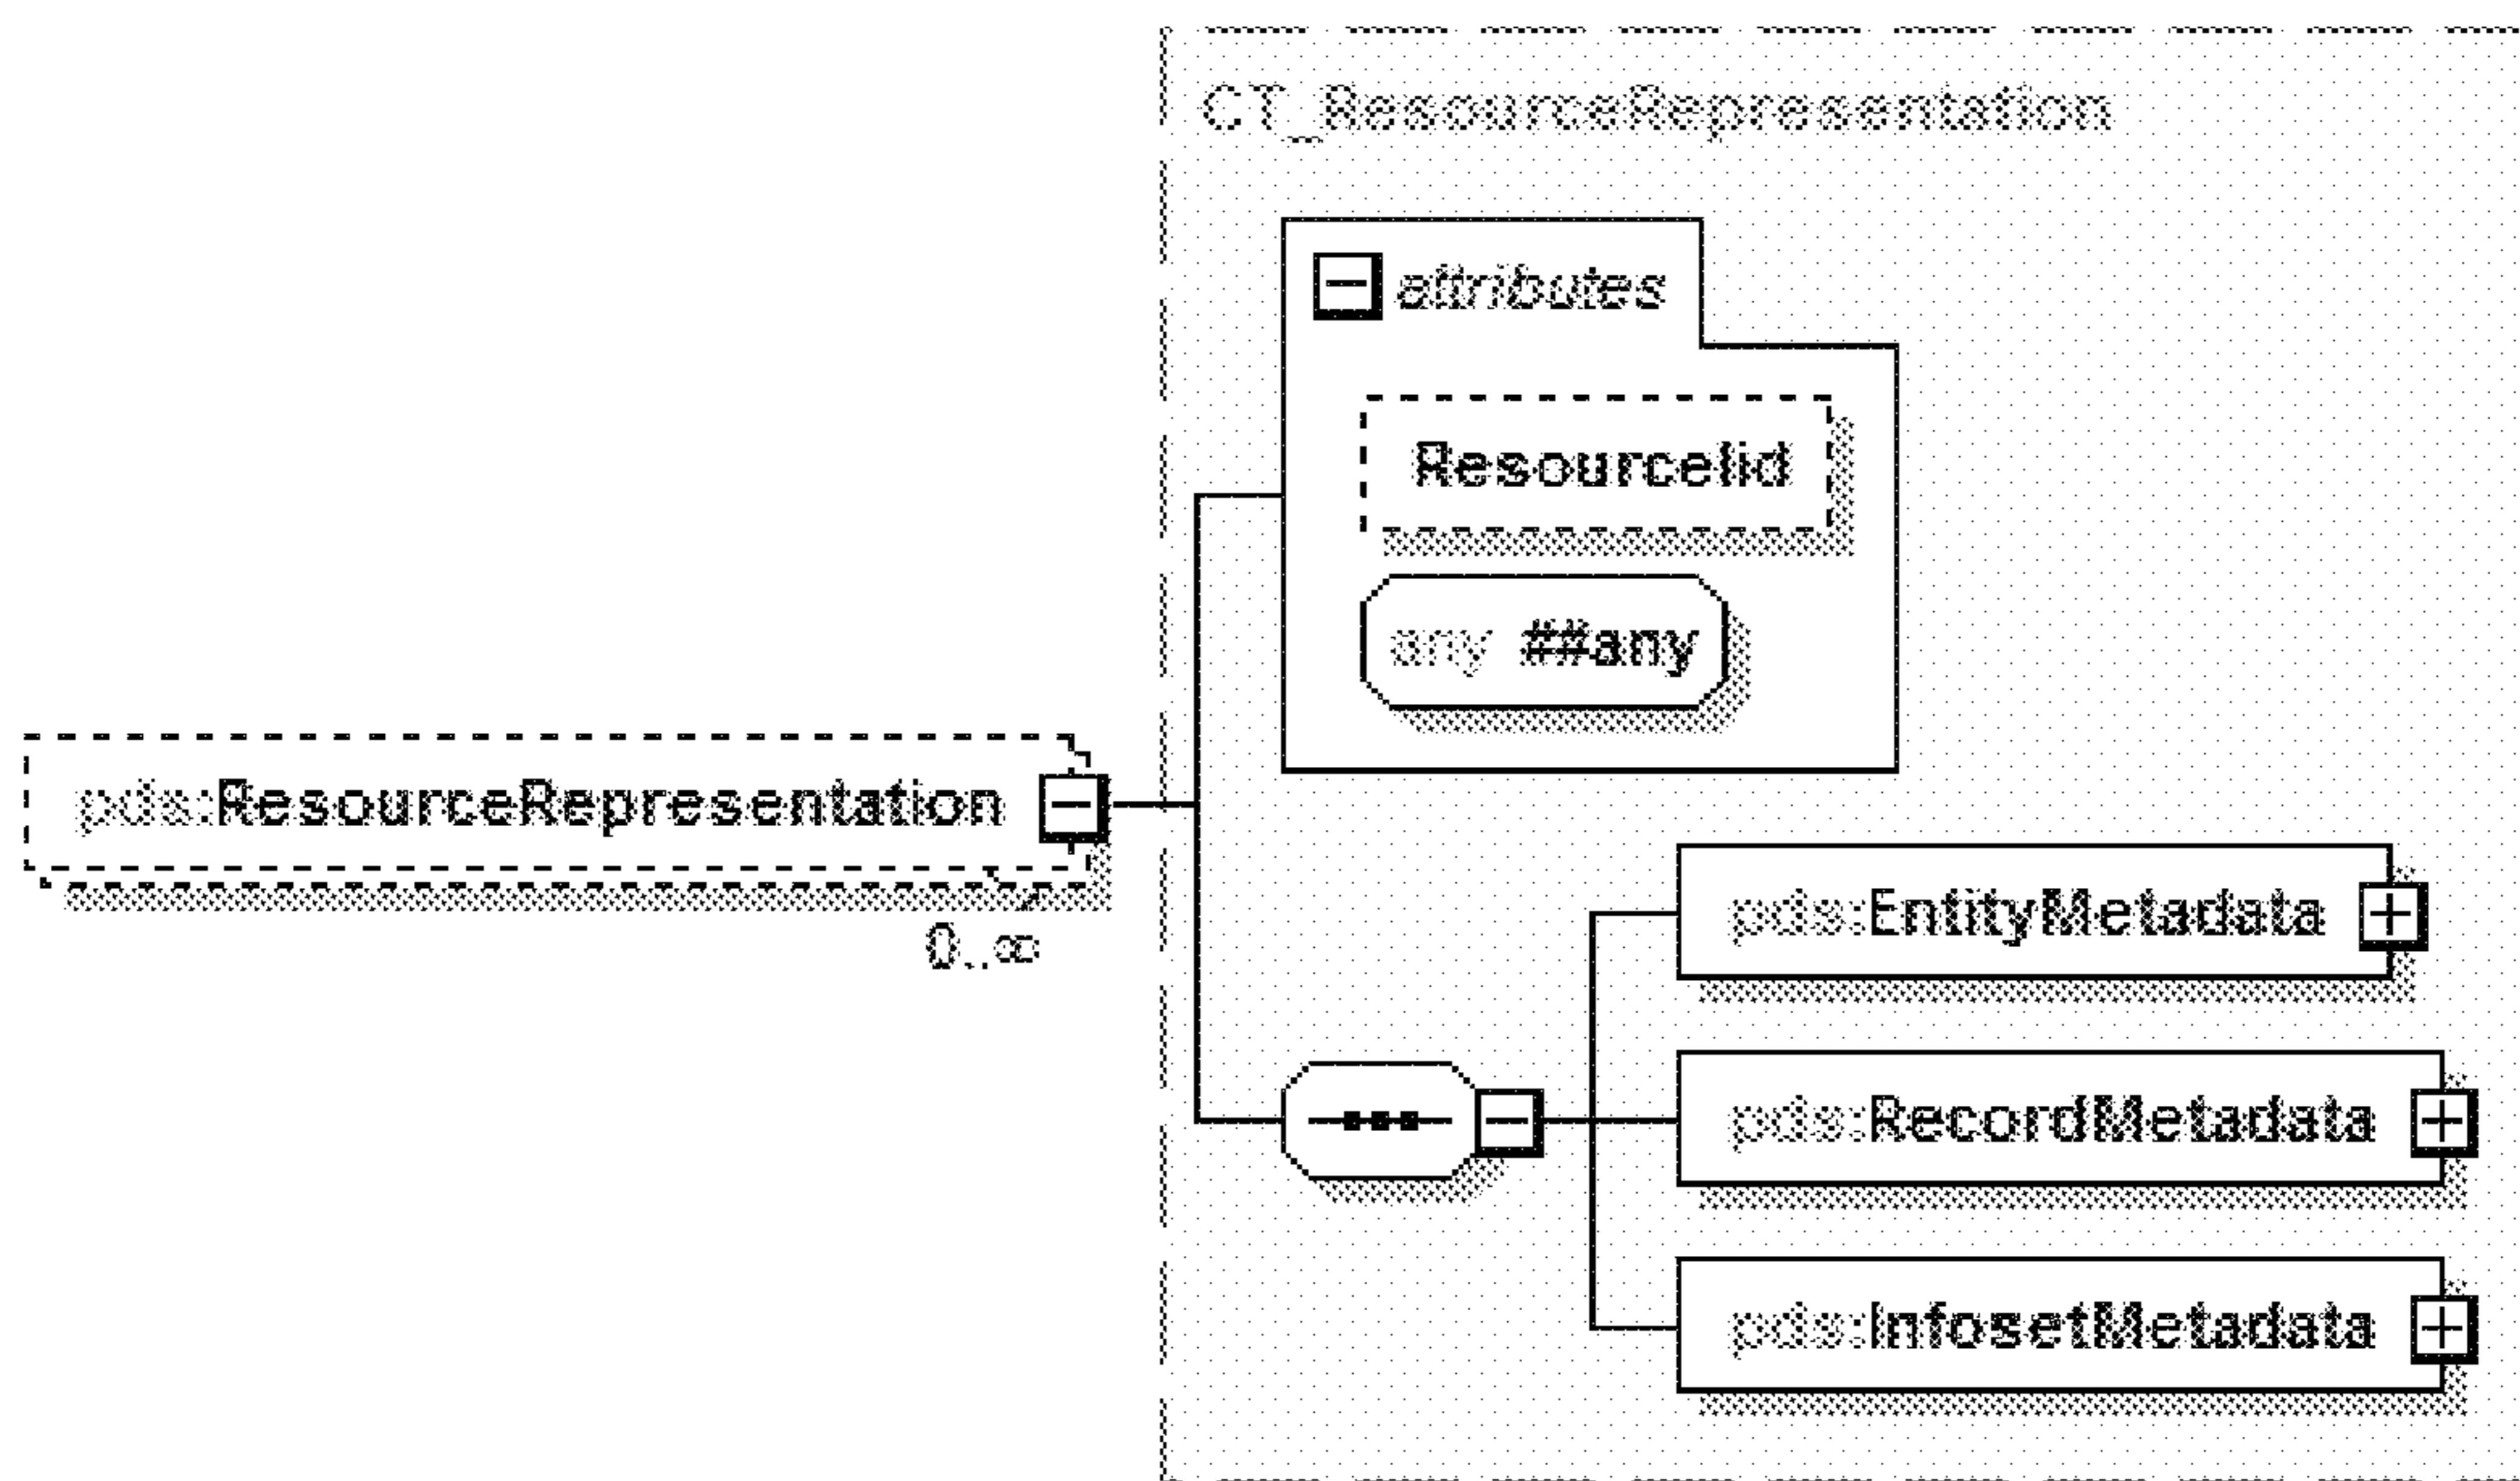 CT_ResourceRepresentation
attributes
ResourceIid
any ##any
pds:ResourceRepresentation
0..∞
pds:EntityMetadata
pds:RecordMetadata
pds:InfosetMetadata